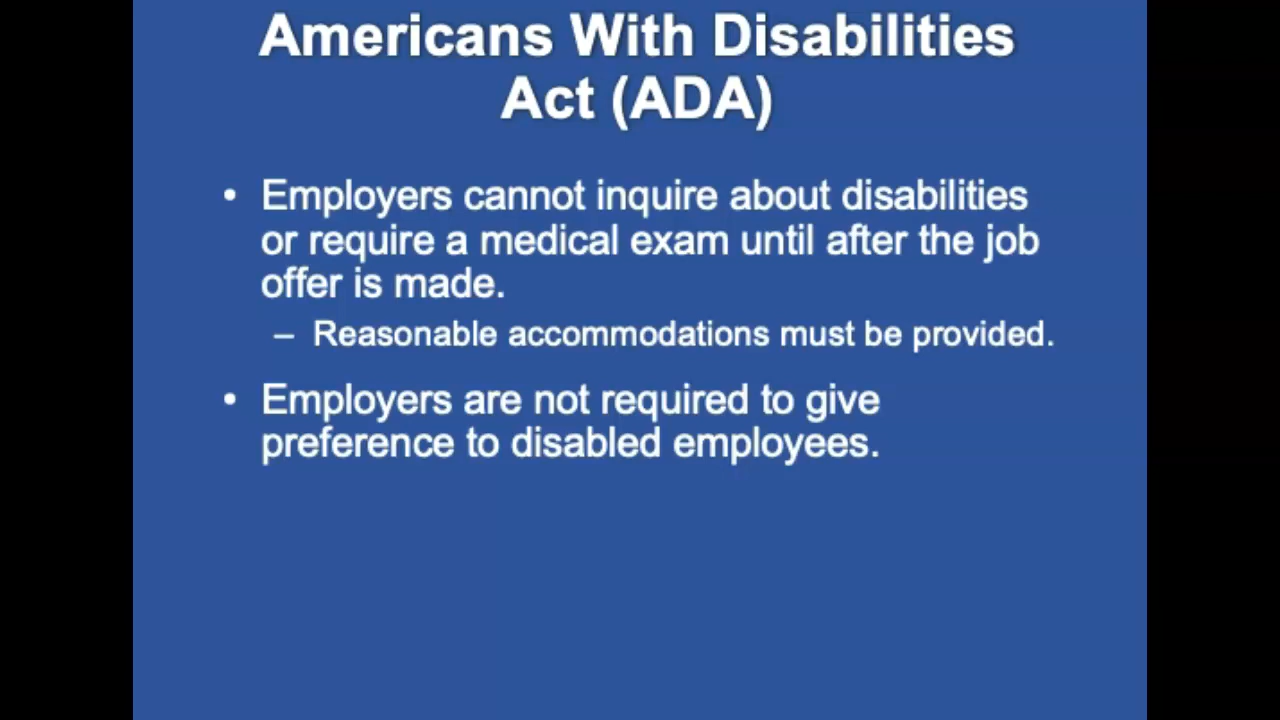 Americans With Disabilities
Act (ADA)
• Employers cannot inquire about disabilities
or require a medical exam until after the job
offer is made.
– Reasonable accommodations must be provided.
• Employers are not required to give
preference to disabled employees.